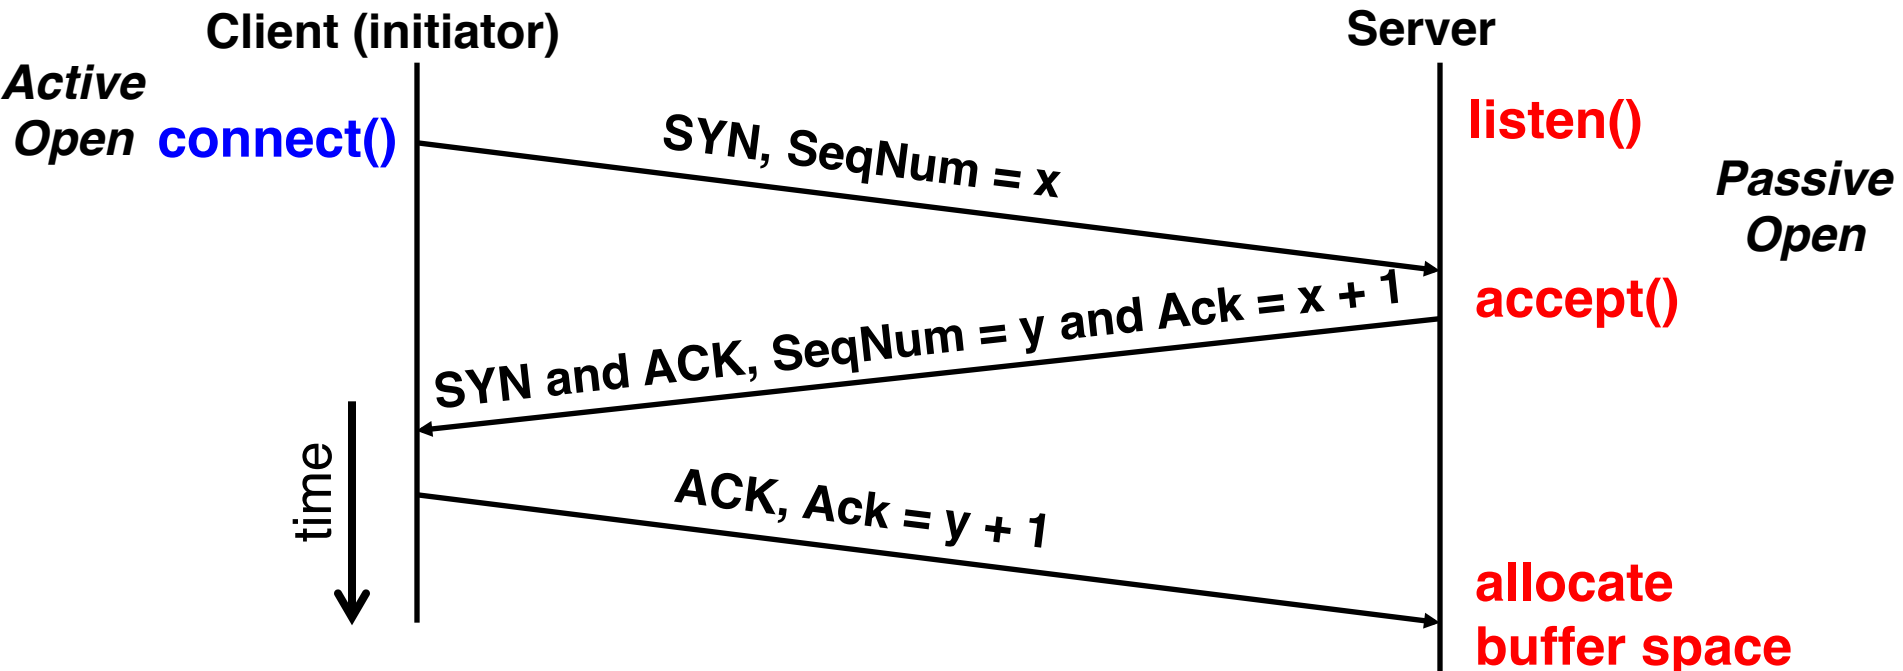 Client (initiator)
Server
Active
Open
connect()
listen()
SYN, SeqNum = x
Passive
Open
accept()
SYN and ACK, SeqNum = y and Ack = x + 1
time
ACK, Ack = y + 1
allocate
buffer space